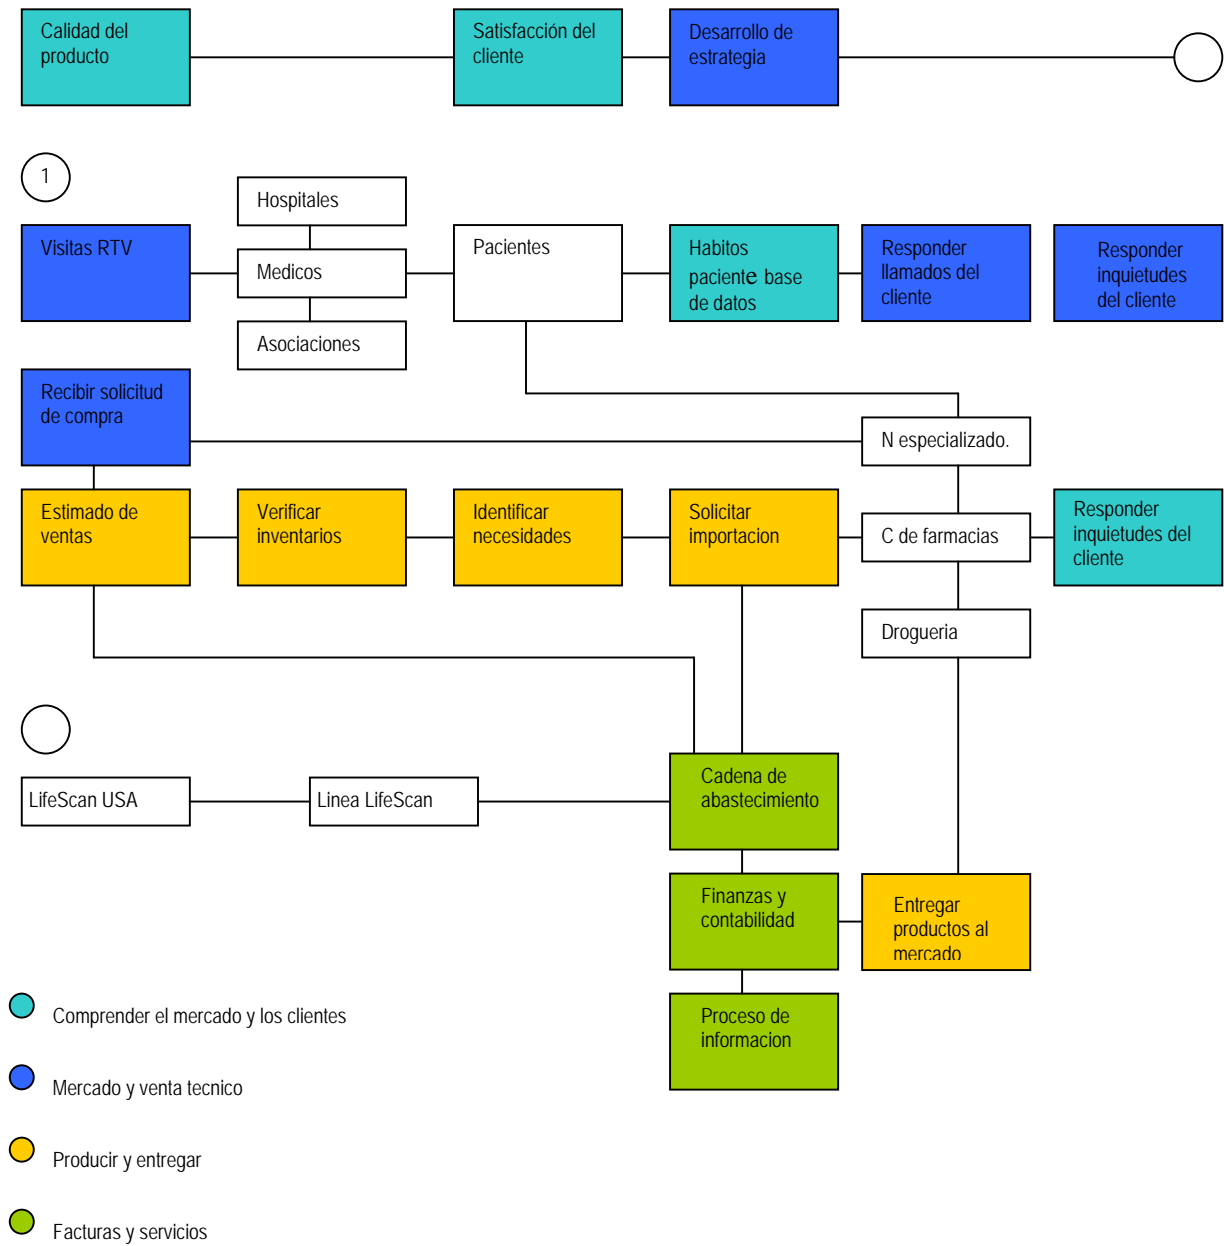 Calidad del
producto
Satisfacción del
cliente
Desarrollo de
estrategia
1
Hospitales
Visitas RTV
Medicos
Asociaciones
Pacientes
Habitos
paciente base
de datos
Responder
llamados del
cliente
Responder
inquietudes
del cliente
Recibir solicitud
de compra
N especializado.
Estimado de
ventas
Verificar
inventarios
Identificar
necesidades
Solicitar
importacion
C de farmacias
Responder
inquietudes del
cliente
Drogueria
LifeScan USA
Linea LifeScan
Cadena de
abastecimiento
Finanzas y
contabilidad
Entregar
productos al
mercado
Proceso de
informacion
Comprender el mercado y los clientes
Mercado y venta tecnico
Producir y entregar
Facturas y servicios